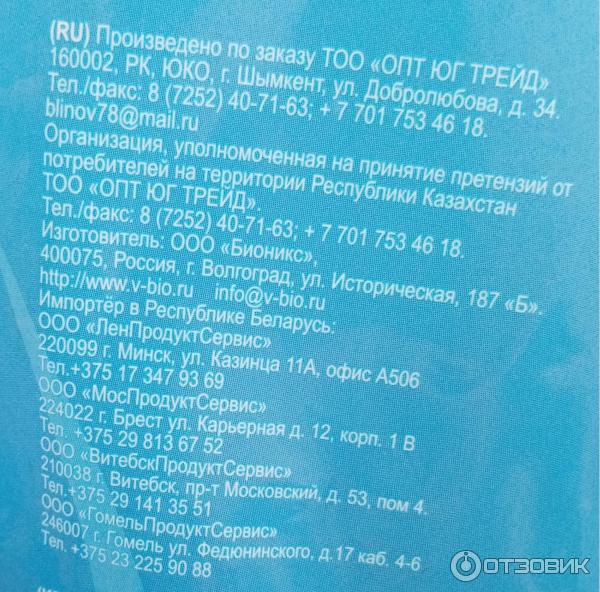 (RU) Произведено по заказу ТОО «ОПТ ЮГ ТРЕЙД»
160002, РК, ЮКО, г. Шымкент, ул. Добролюбова, д. 34.
Тел./факс: 8 (7252) 40-71-63; + 7 701 753 46 18.
blinov78@mail.ru
Организация, уполномоченная на принятие претензий от
потребителей на территории Республики Казахстан
ТОО «ОПТ ЮГ ТРЕЙД».
Тел./факс: 8 (7252) 40-71-63; + 7 701 753 46 18.
Изготовитель: ООО «Бионикс»,
400075, Россия, г. Волгоград, ул. Историческая, 187 «Б».
http://www.v-bio.ru info@v-bio.ru
Импортёр в Республике Беларусь:
ООО «ЛенПродуктСервис»
220099 г. Минск, ул. Казинца 11А, офис А506
Тел.+375 17 347 93 69
ООО «МосПродуктСервис»
224022 г. Брест ул. Карьерная д. 12, корп. 1 В
Тел. +375 29 813 67 52
ООО «ВитебскПродуктСервис»
210038 г. Витебск, пр-т Московский, д. 53, пом 4.
Тел.+375 29 141 35 51
ООО «ГомельПродуктСервис»
246007 г. Гомель ул. Федюнинского, д.17 каб. 4-6
Тел. +375 23 225 90 88
ОТЗОВИК